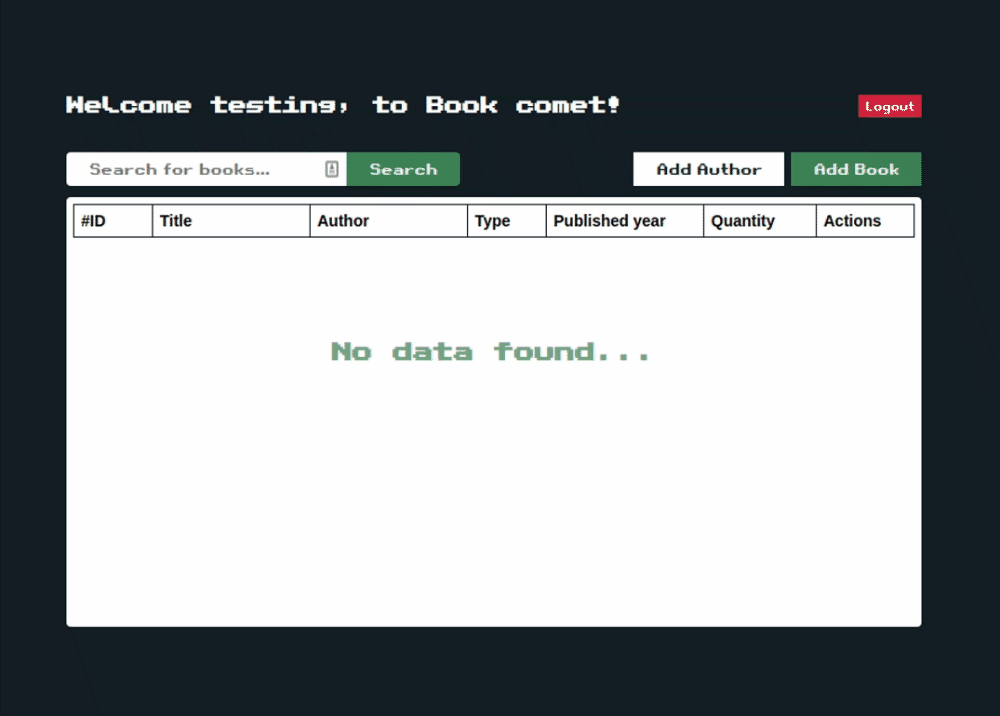 Welcome testing, to Book comet!
Logout
Search for books...
Search
Add Author
Add Book
#ID Title Author Type Published year Quantity Actions
No data found...